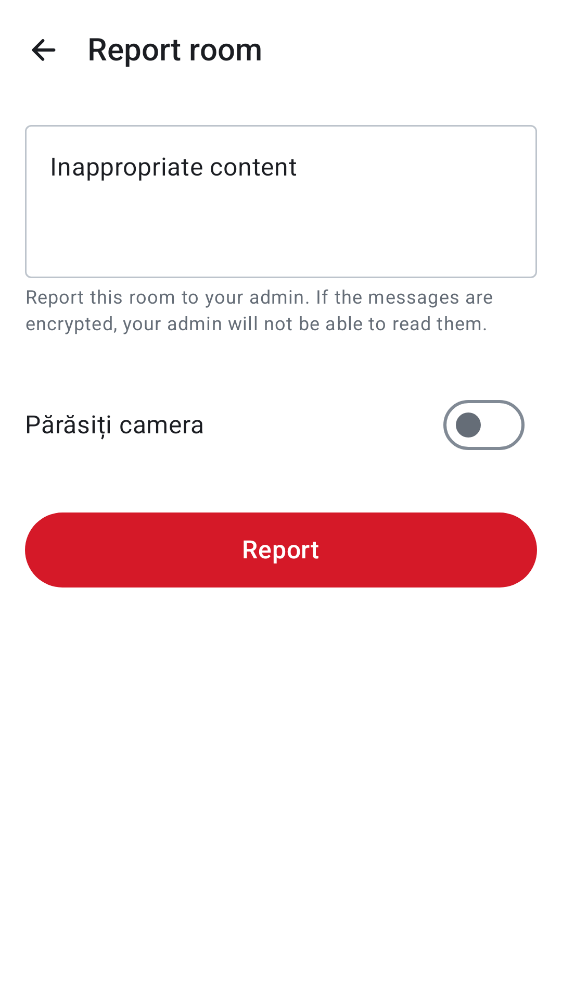 Report room
Inappropriate content
Report this room to your admin. If the messages are
encrypted, your admin will not be able to read them.
Părăsiți camera
Report